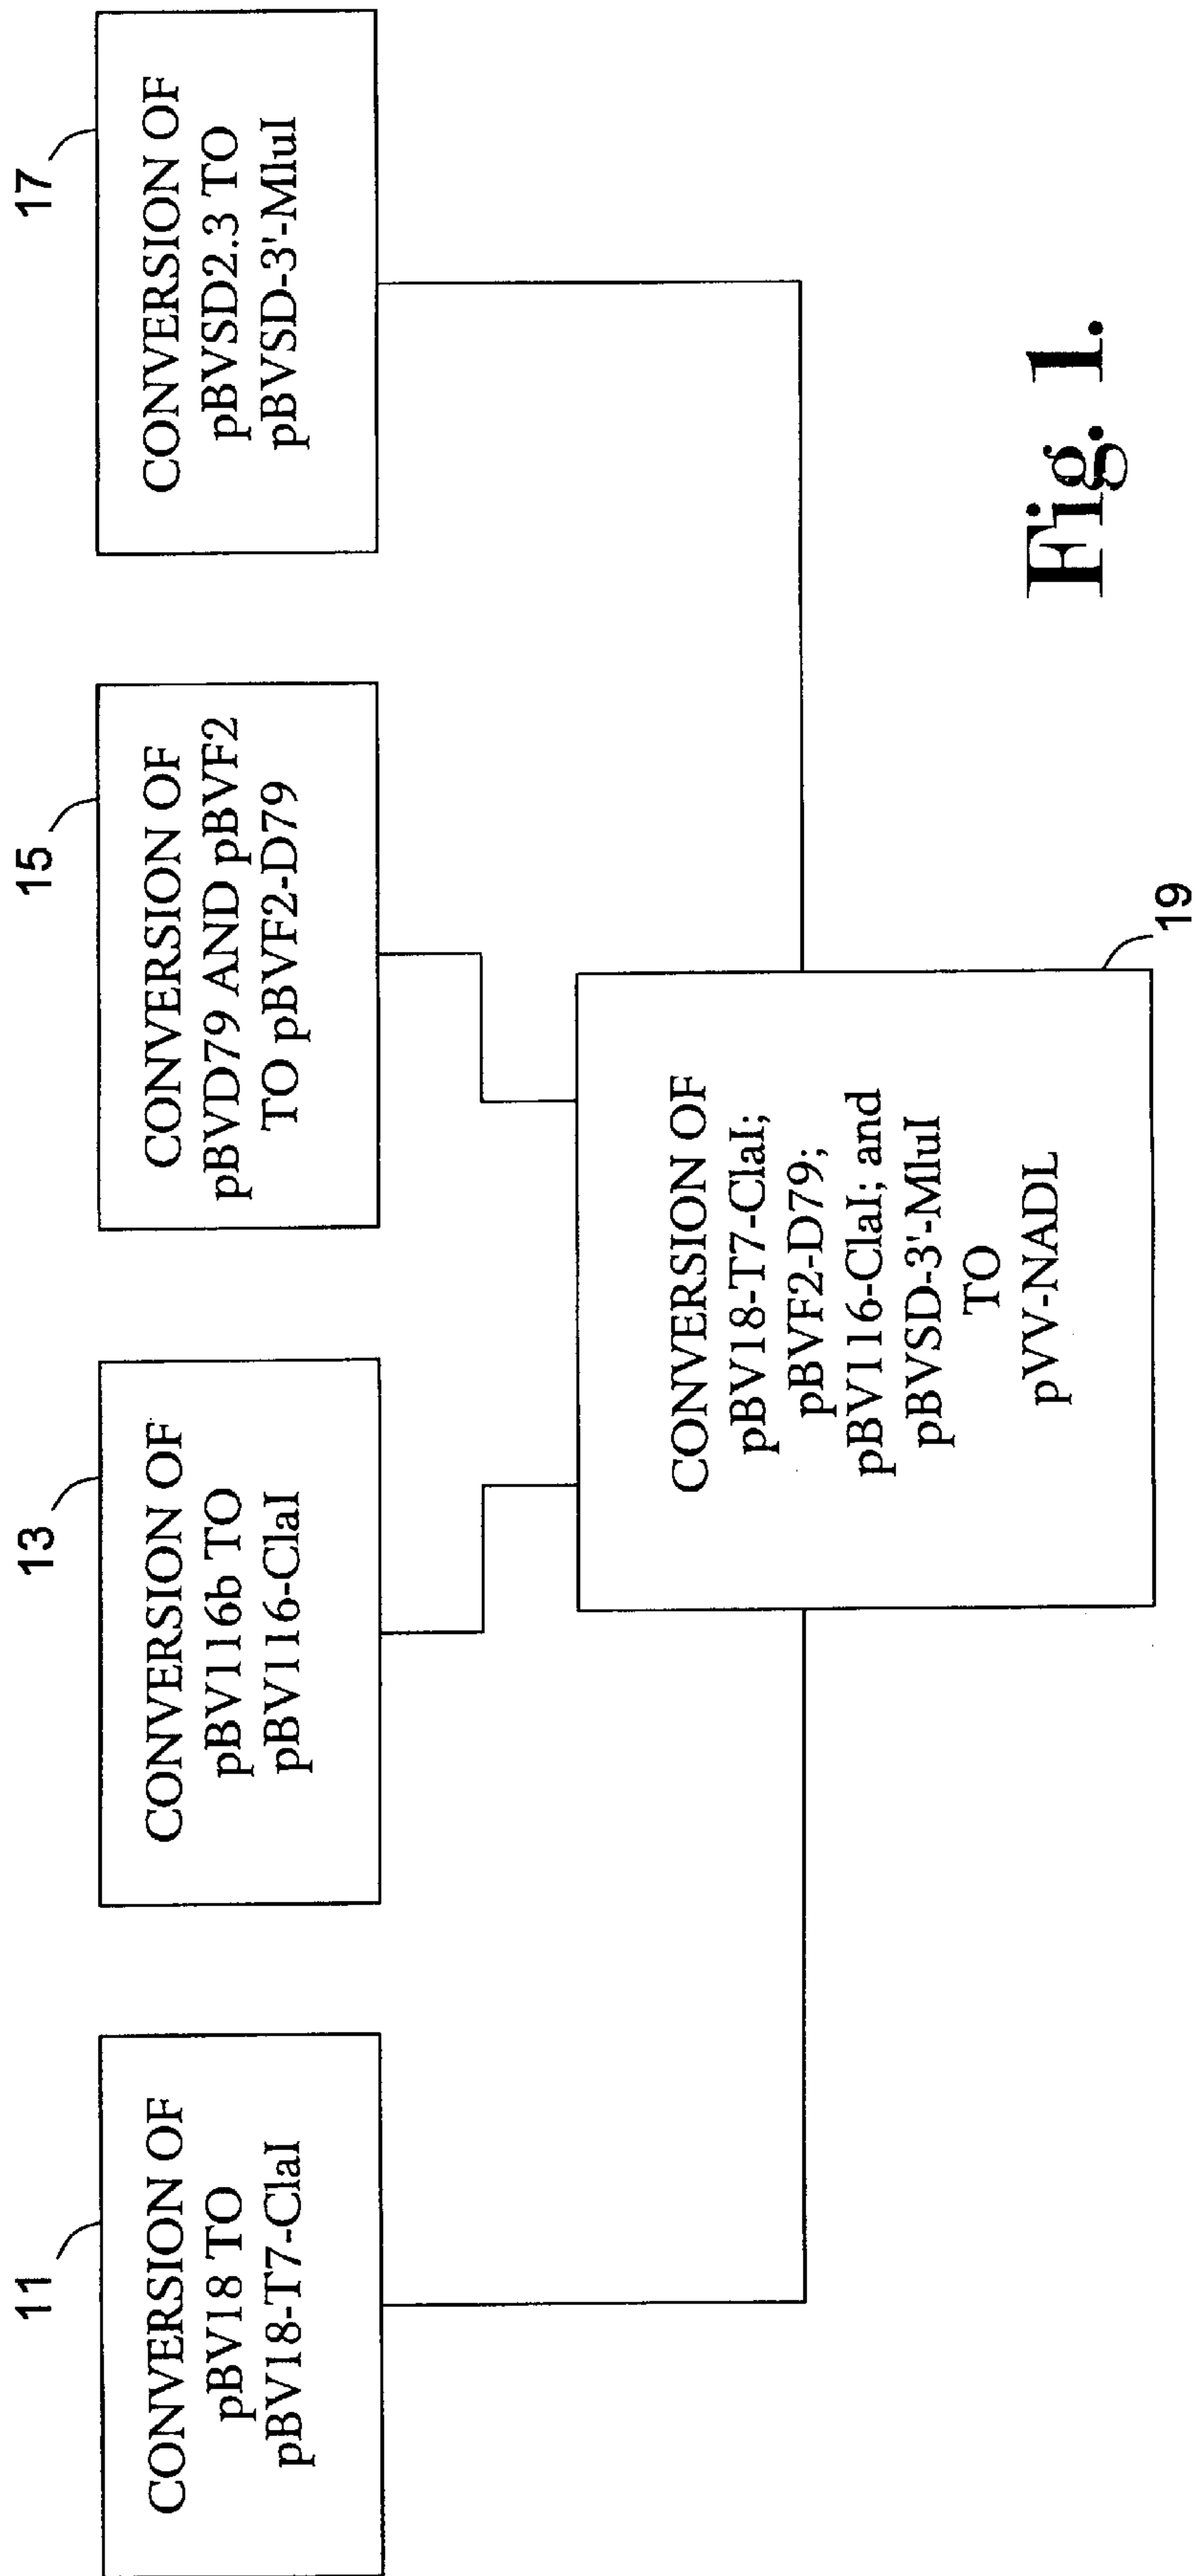 11
CONVERSION OF
pBV18 TO
pBV18-T7-ClaI
13
CONVERSION OF
pBV116b TO
pBV116-ClaI
15
CONVERSION OF
pBVD79 AND pBVF2
TO pBVF2-D79
17
CONVERSION OF
pBVSD2.3 TO
pBVSD-3'-MluI
CONVERSION OF
pBV18-T7-ClaI;
pBVF2-D79;
pBV116-ClaI; and
pBVSD-3'-MluI
TO
pVV-NADL
19
Fig. 1.